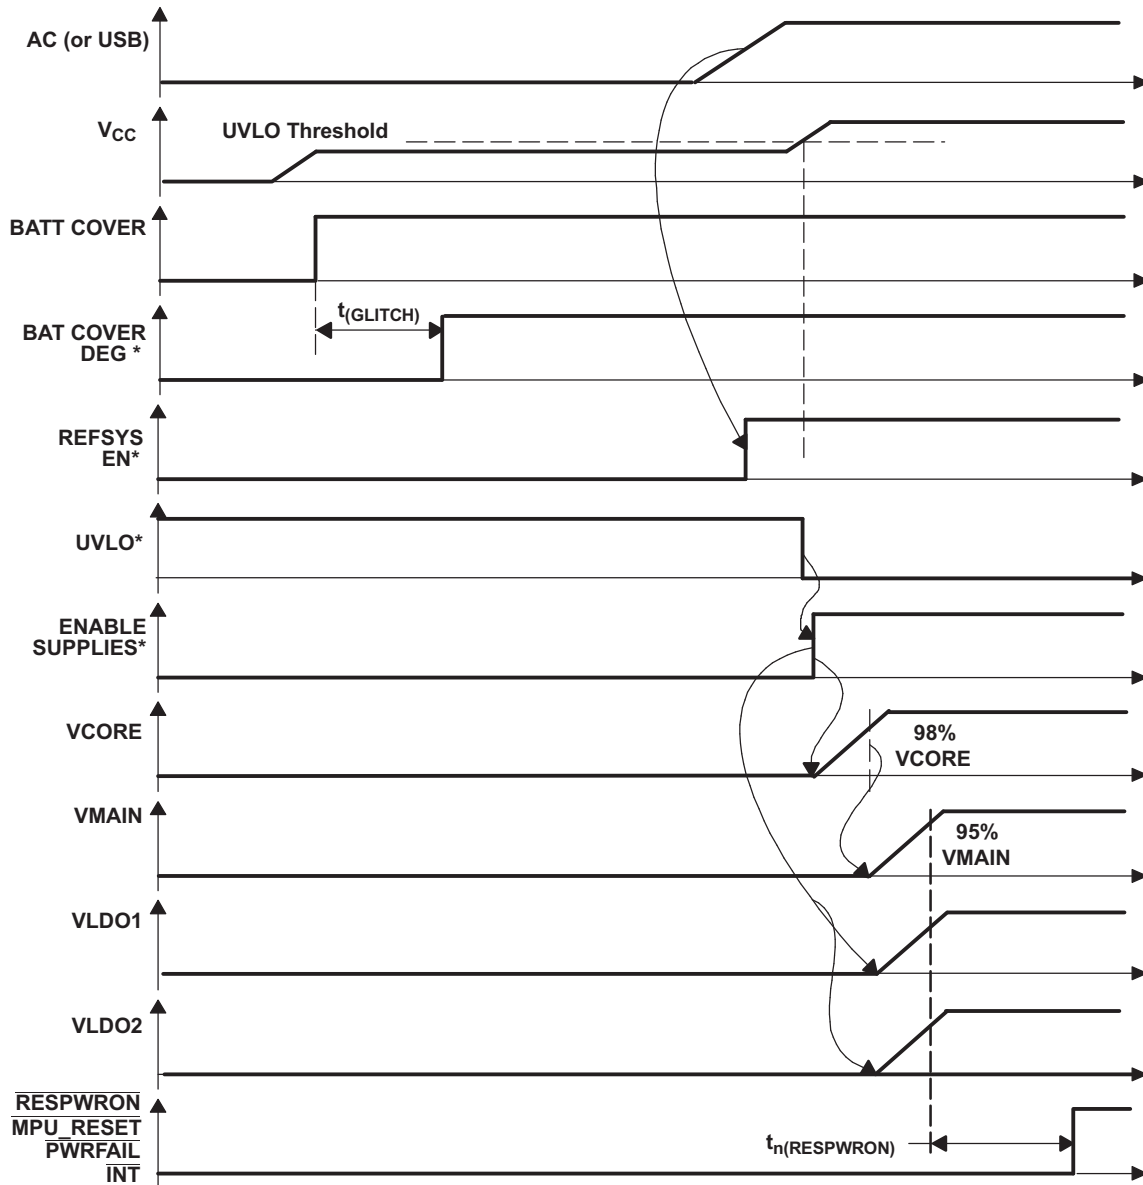 AC (or USB)
VCC
UVLO Threshold
BATT COVER
t(GLITCH)
BAT COVER
DEG *
REFSYS
EN*
UVLO*
ENABLE
SUPPLIES*
VCORE
98%
VCORE
VMAIN
95%
VMAIN
VLDO1
VLDO2
RESPWRON
MPU_RESET
PWRFAIL
INT
tn(RESPWRON)